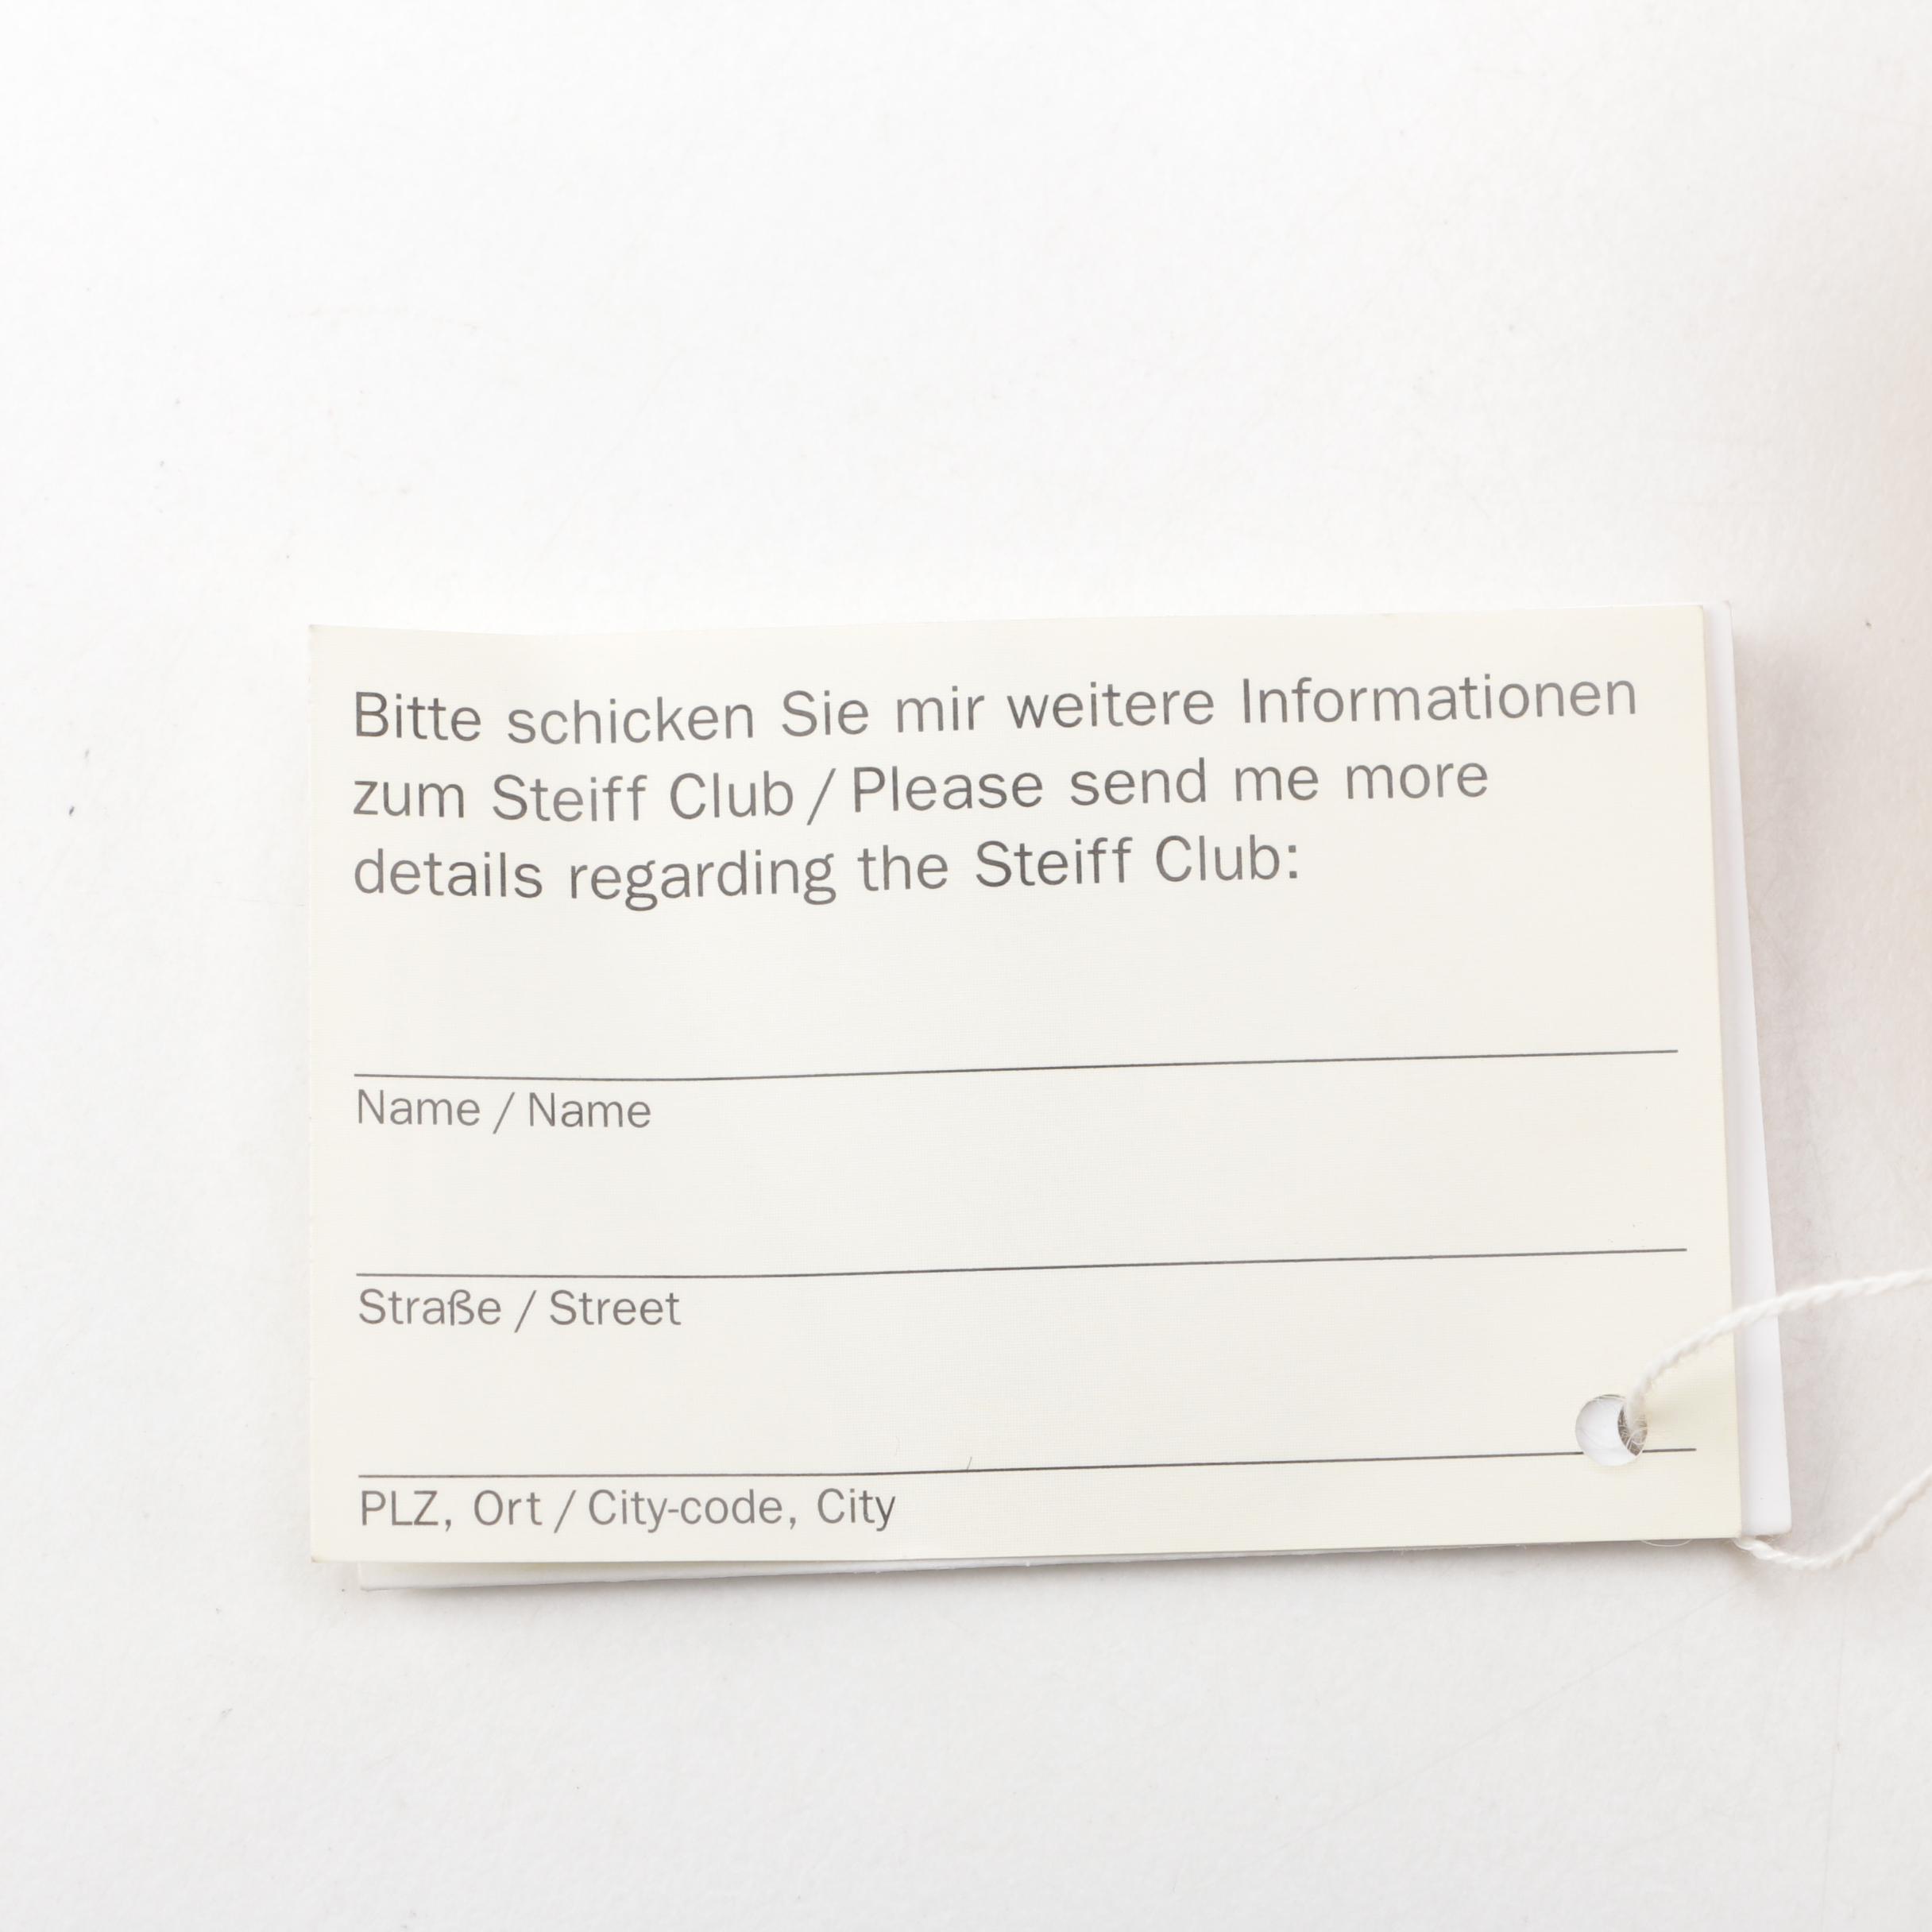 Bitte schicken Sie mir weitere Informationen
zum Steiff Club / Please send me more
details regarding the Steiff Club:
Name / Name
Straße / Street
PLZ, Ort / City-code, City